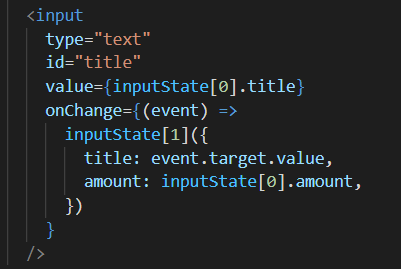 <input
type="text"
id="title"
value={inputState[0].title}
onChange={(event) =>
inputState[1]({
title: event.target.value,
amount: inputState[0].amount,
})
}
/>